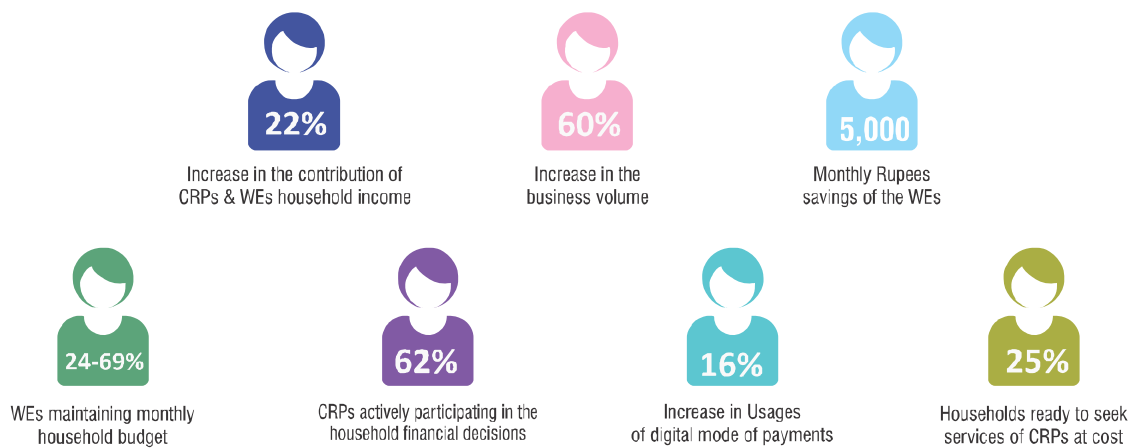 22%
Increase in the contribution of
CRPs & WEs household income
60%
Increase in the
business volume
5,000
Monthly Rupees
savings of the WEs
24-69%
WEs maintaining monthly
household budget
62%
CRPs actively participating in the
household financial decisions
16%
Increase in Usages
of digital mode of payments
25%
Households ready to seek
services of CRPs at cost